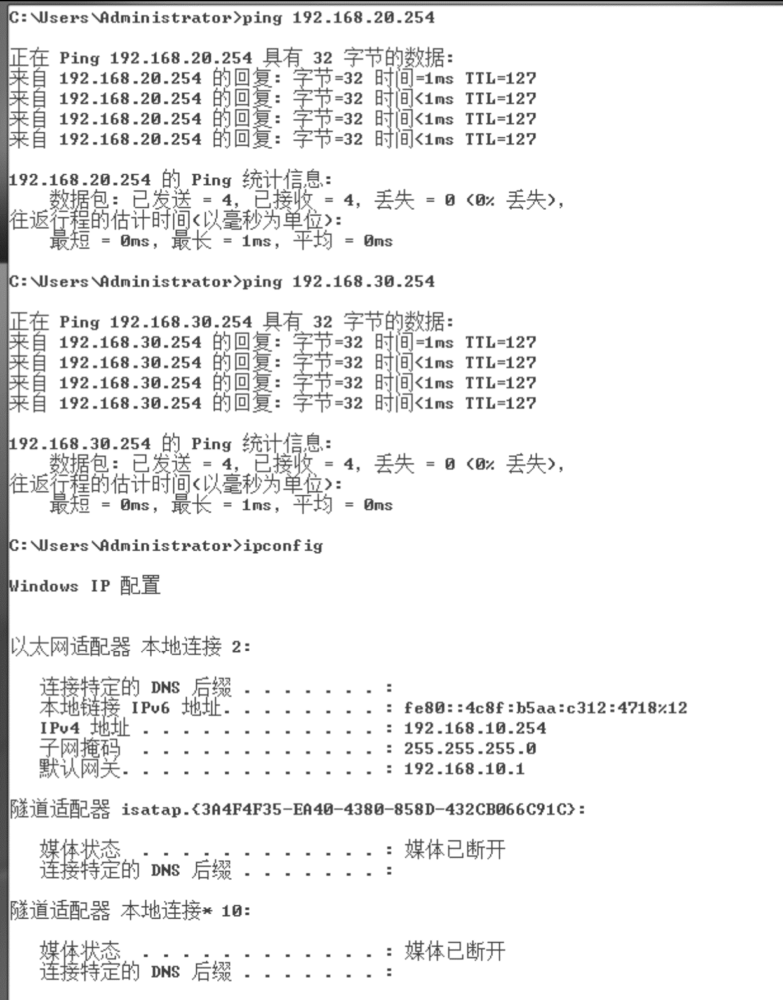 C:\Users\Administrator>ping 192.168.20.254
正在 Ping 192.168.20.254 具有 32 字节的数据:
来自 192.168.20.254 的回复: 字节=32 时间=1ms TTL=127
来自 192.168.20.254 的回复: 字节=32 时间<1ms TTL=127
来自 192.168.20.254 的回复: 字节=32 时间<1ms TTL=127
来自 192.168.20.254 的回复: 字节=32 时间<1ms TTL=127
192.168.20.254 的 Ping 统计信息:
数据包: 已发送 = 4, 已接收 = 4, 丢失 = 0 (0% 丢失),
往返行程的估计时间(以毫秒为单位):
最短 = 0ms, 最长 = 1ms, 平均 = 0ms
C:\Users\Administrator>ping 192.168.30.254
正在 Ping 192.168.30.254 具有 32 字节的数据:
来自 192.168.30.254 的回复: 字节=32 时间=1ms TTL=127
来自 192.168.30.254 的回复: 字节=32 时间<1ms TTL=127
来自 192.168.30.254 的回复: 字节=32 时间<1ms TTL=127
来自 192.168.30.254 的回复: 字节=32 时间<1ms TTL=127
192.168.30.254 的 Ping 统计信息:
数据包: 已发送 = 4, 已接收 = 4, 丢失 = 0 (0% 丢失),
往返行程的估计时间(以毫秒为单位):
最短 = 0ms, 最长 = 1ms, 平均 = 0ms
C:\Users\Administrator>ipconfig
Windows IP 配置
以太网适配器 本地连接 2:
连接特定的 DNS 后缀 . . . . . . . :
本地链接 IPv6 地址. . . . . . . . : fe80::4c8f:b5aa:c312:4718%12
IPv4 地址 . . . . . . . . . . . . : 192.168.10.254
子网掩码  . . . . . . . . . . . . : 255.255.255.0
默认网关. . . . . . . . . . . . . : 192.168.10.1
隧道适配器 isatap.{3A4F4F35-EA40-4380-858D-432CB066C91C}:
媒体状态  . . . . . . . . . . . . : 媒体已断开
连接特定的 DNS 后缀 . . . . . . . :
隧道适配器 本地连接* 10:
媒体状态  . . . . . . . . . . . . : 媒体已断开
连接特定的 DNS 后缀 . . . . . . . :